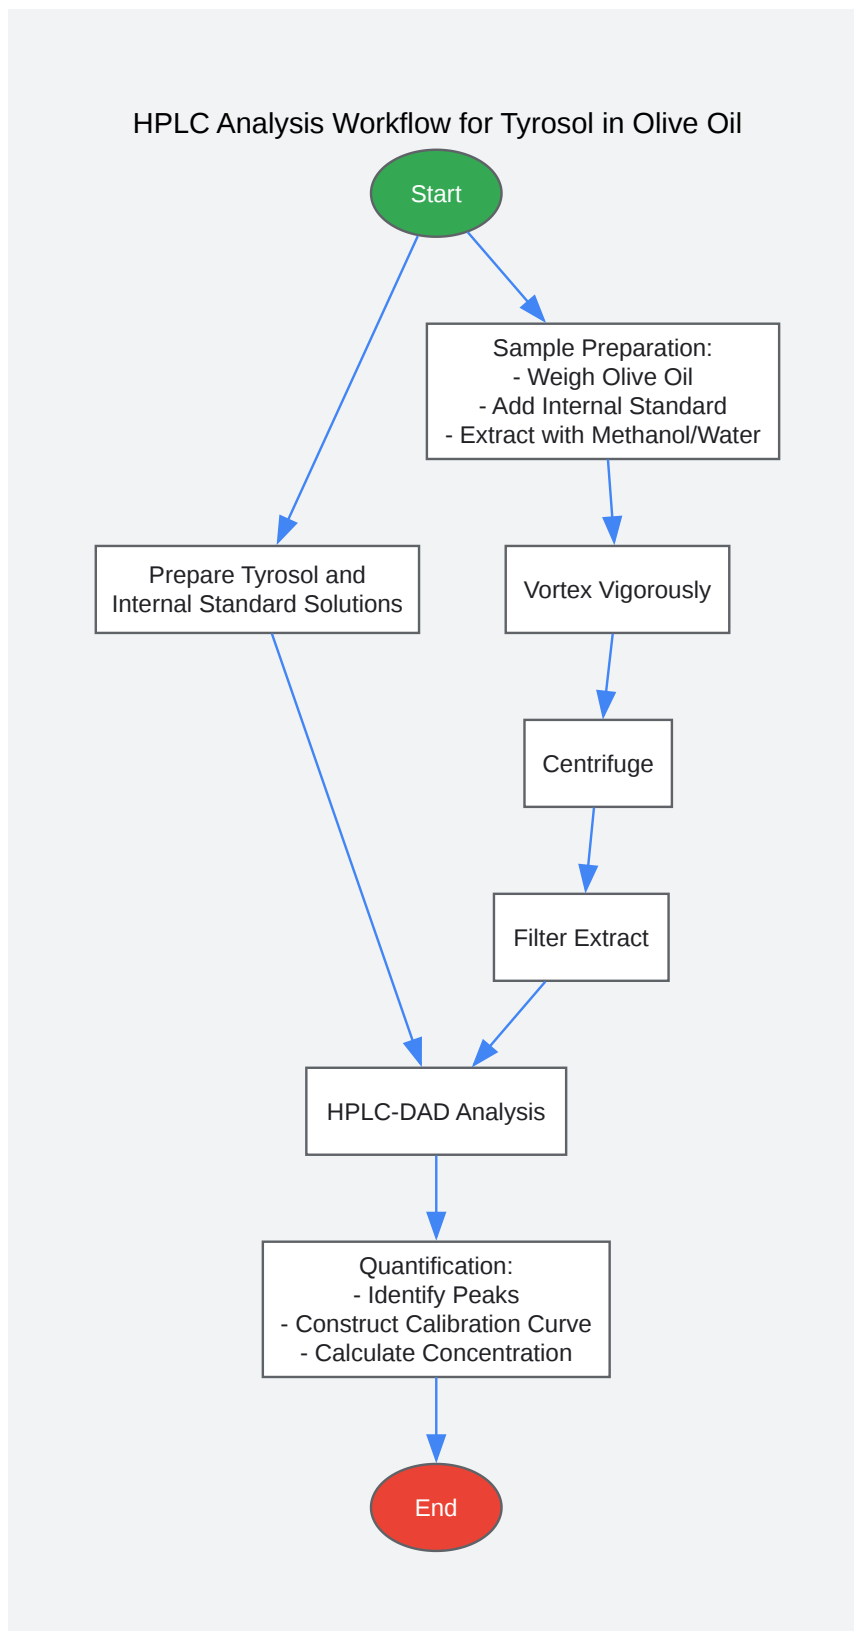 HPLC Analysis Workflow for Tyrosol in Olive Oil
Start
Sample Preparation:
- Weigh Olive Oil
- Add Internal Standard
- Extract with Methanol/Water
Prepare Tyrosol and
Internal Standard Solutions
Vortex Vigorously
Centrifuge
Filter Extract
HPLC-DAD Analysis
Quantification:
- Identify Peaks
- Construct Calibration Curve
- Calculate Concentration
End